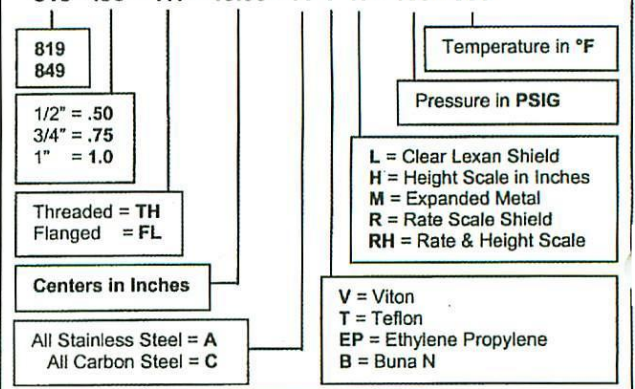 819
849
1/2" = .50
3/4" = .75
1" = 1.0
Threaded = TH
Flanged = FL
Centers in Inches
All Stainless Steel = A
All Carbon Steel = C
Temperature in °F
Pressure in PSIG
L = Clear Lexan Shield
H = Height Scale in Inches
M = Expanded Metal
R = Rate Scale Shield
RH = Rate & Height Scale
V = Viton
T = Teflon
EP = Ethylene Propylene
B = Buna N